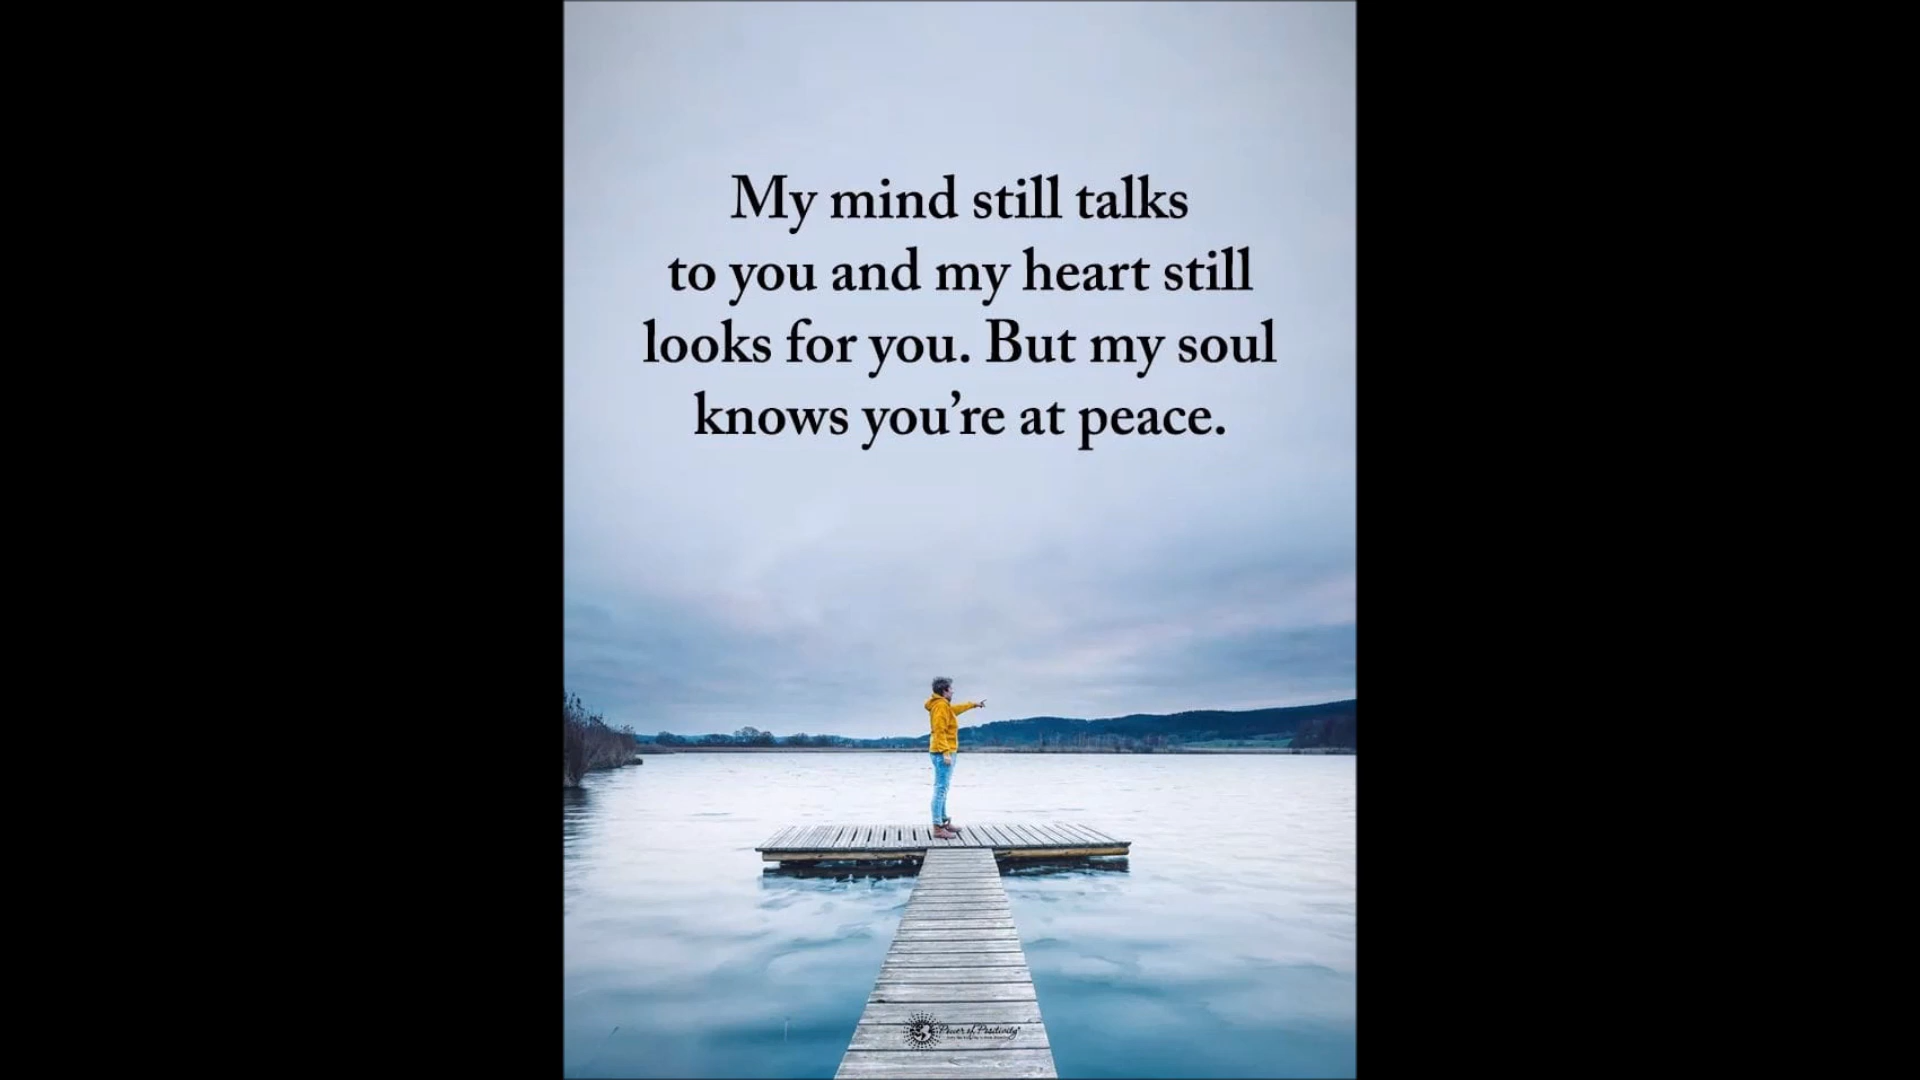 My mind still talks
to you and my heart still
looks for you. But my soul
knows you’re at peace.
Power of Positivity